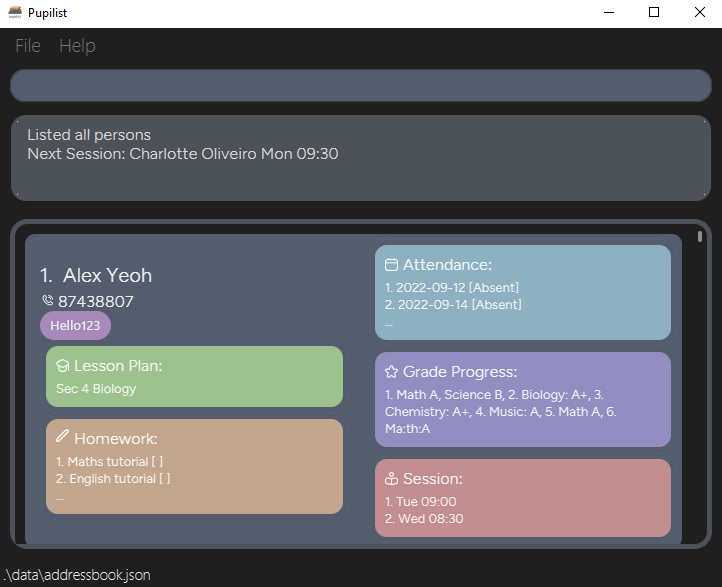 Pupilist
File Help
Listed all persons
Next Session: Charlotte Oliveiro Mon 09:30
1. Alex Yeoh
87438807
Hello123
Lesson Plan:
Sec 4 Biology
Homework:
1. Maths tutorial [ ]
2. English tutorial [ ]
...
Attendance:
1. 2022-09-12 [Absent]
2. 2022-09-14 [Absent]
...
Grade Progress:
1. Math A, Science B, 2. Biology: A+, 3.
Chemistry: A+, 4. Music: A, 5. Math A, 6.
Ma:th:A
Session:
1. Tue 09:00
2. Wed 08:30
.\data\addressbook.json